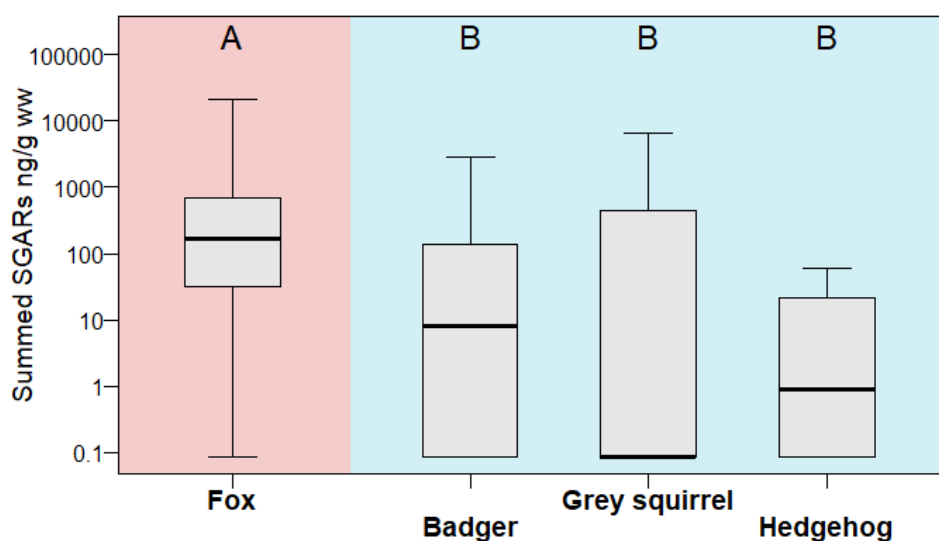 A B B B
Summed SGARs ng/g ww
100000
10000
1000
100
10
1
0.1
Fox
Badger
Grey squirrel
Hedgehog